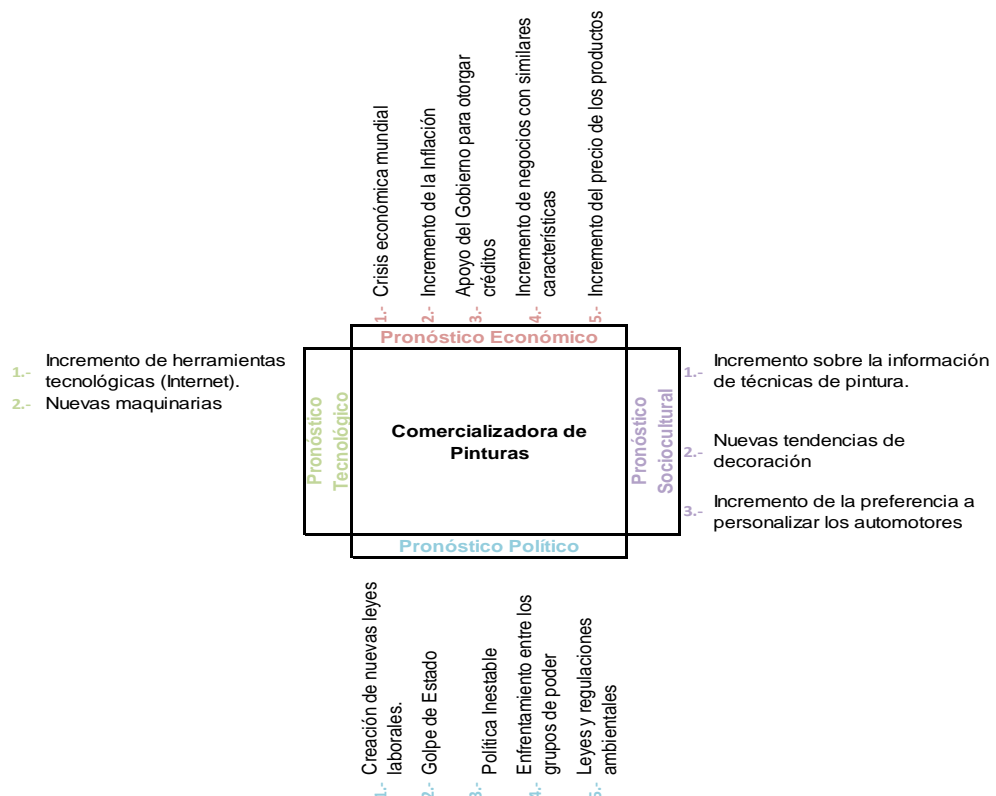 1.- Crisis económica mundial
2.- Incremento de la Inflación
3.- Apoyo del Gobierno para otorgar
créditos
4.- Incremento de negocios con similares
características
5.- Incremento del precio de los productos
Pronóstico Económico
1.- Incremento de herramientas
tecnológicas (Internet).
2.- Nuevas maquinarias
Pronóstico
Tecnológico
Comercializadora de
Pinturas
Pronóstico
Sociocultural
1.- Incremento sobre la información
de técnicas de pintura.
2.- Nuevas tendencias de
decoración
3.- Incremento de la preferencia a
personalizar los automotores
Pronóstico Político
1.- Creación de nuevas leyes
laborales.
2.- Golpe de Estado
3.- Política Inestable
4.- Enfrentamiento entre los
grupos de poder
5.- Leyes y regulaciones
ambientales